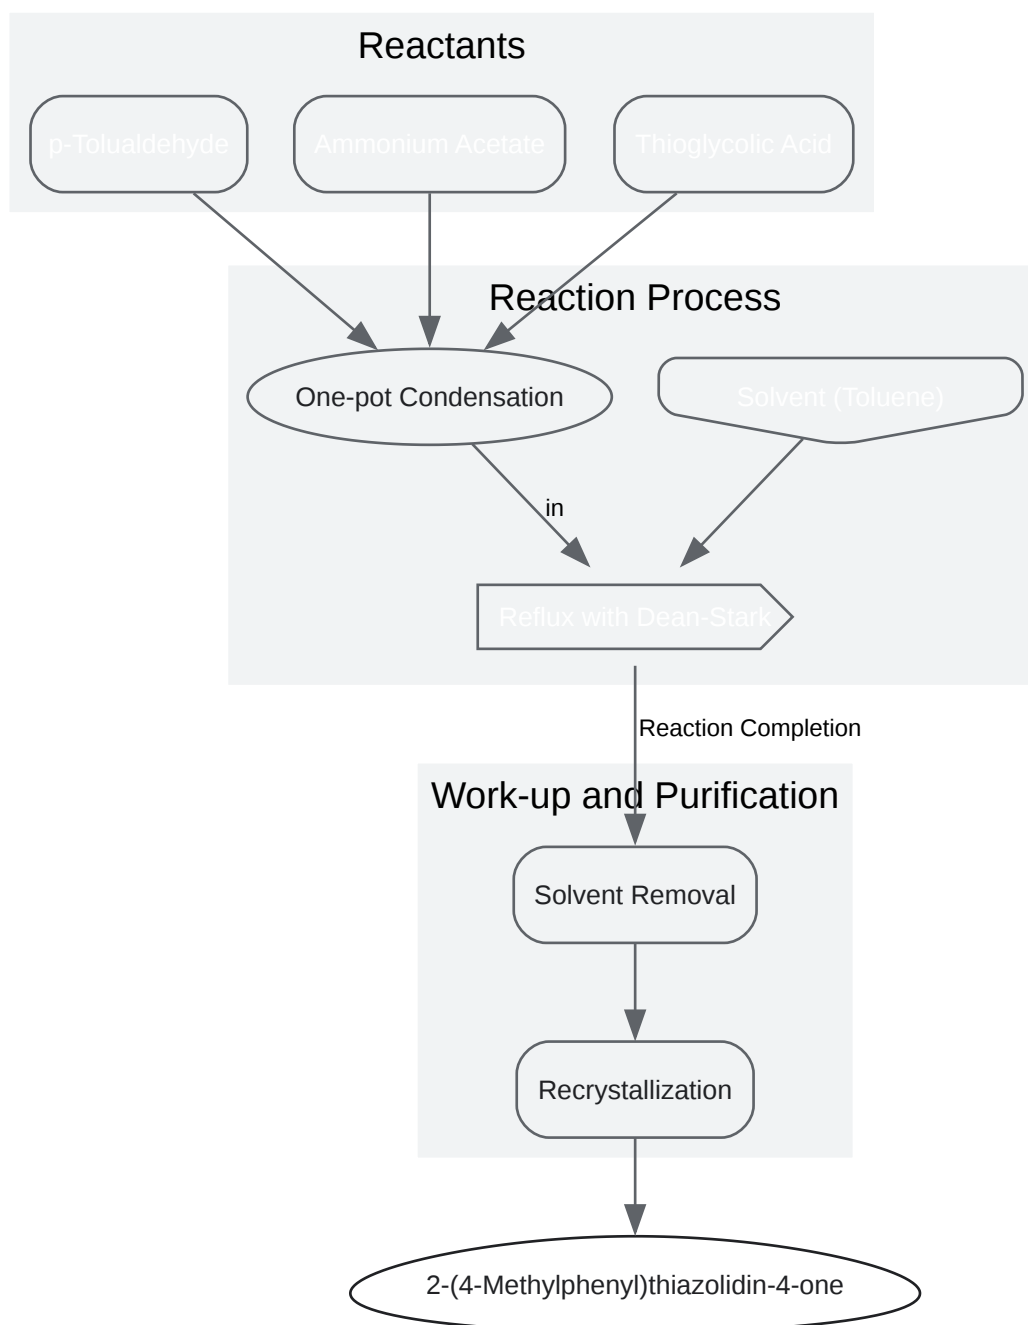 Reactants
p-Tolualdehyde
Ammonium Acetate
Thioglycolic Acid
Reaction Process
One-pot Condensation
Solvent (Toluene)
in
Reflux with Dean-Stark
Reaction Completion
Work-up and Purification
Solvent Removal
Recrystallization
2-(4-Methylphenyl)thiazolidin-4-one